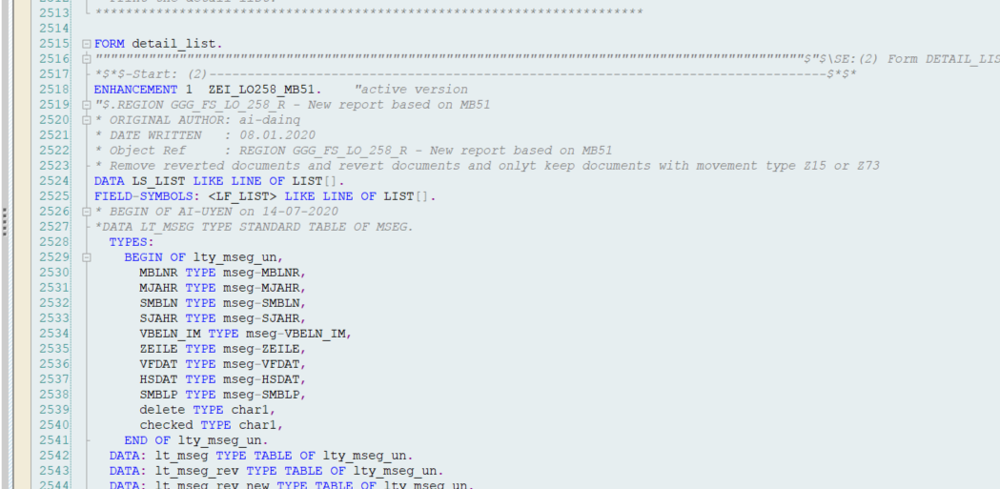 2513 ************************************************************************
2514
2515 FORM detail_list.
2516 """"""""""""""""""""""""""""""""""""""""""""""""""""""""""""""""""""""""""""""""""""""""""""$"$\SE:(2) Form DETAIL_LIS
2517 *$*$-Start: (2)---------------------------------------------------------------------------------$*$*
2518 ENHANCEMENT 1  ZEI_LO258_MB51.    "active version
2519 "$.REGION GGG_FS_LO_258_R - New report based on MB51
2520 * ORIGINAL AUTHOR: ai-dainq
2521 * DATE WRITTEN   : 08.01.2020
2522 * Object Ref     : REGION GGG_FS_LO_258_R - New report based on MB51
2523 * Remove reverted documents and revert documents and onlyt keep documents with movement type Z15 or Z73
2524 DATA LS_LIST LIKE LINE OF LIST[].
2525 FIELD-SYMBOLS: <LF_LIST> LIKE LINE OF LIST[].
2526 * BEGIN OF AI-UYEN on 14-07-2020
2527 *DATA LT_MSEG TYPE STANDARD TABLE OF MSEG.
2528 TYPES:
2529 BEGIN OF lty_mseg_un,
2530 MBLNR TYPE mseg-MBLNR,
2531 MJAHR TYPE mseg-MJAHR,
2532 SMBLN TYPE mseg-SMBLN,
2533 SJAHR TYPE mseg-SJAHR,
2534 VBELN_IM TYPE mseg-VBELN_IM,
2535 ZEILE TYPE mseg-ZEILE,
2536 VFDAT TYPE mseg-VFDAT,
2537 HSDAT TYPE mseg-HSDAT,
2538 SMBLP TYPE mseg-SMBLP,
2539 delete TYPE char1,
2540 checked TYPE char1,
2541 END OF lty_mseg_un.
2542 DATA: lt_mseg TYPE TABLE OF lty_mseg_un.
2543 DATA: lt_mseg_rev TYPE TABLE OF lty_mseg_un.
2544 DATA: lt_mseg_rev_new TYPE TABLE OF lty_mseg_un.